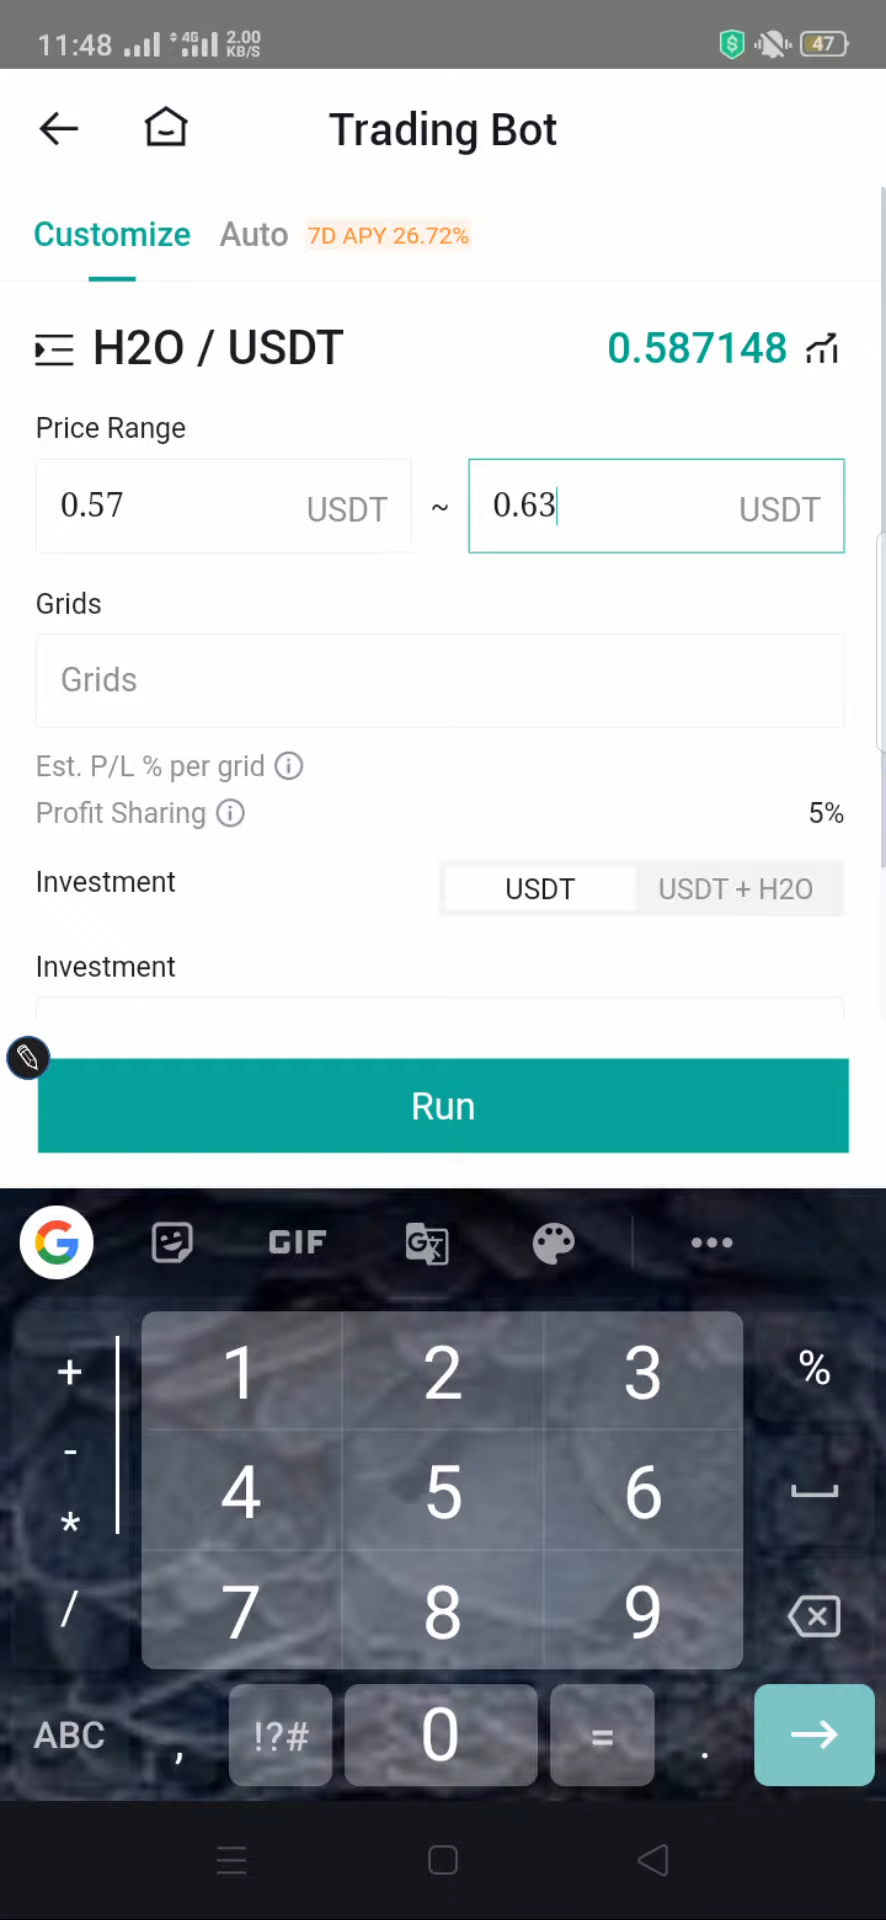 11:48 4G 2.00 KB/S 47
Trading Bot
Customize Auto 7D APY 26.72%
H2O / USDT 0.587148
Price Range
0.57 USDT ~ 0.63 USDT
Grids
Grids
Est. P/L % per grid
Profit Sharing 5%
Investment USDT USDT + H2O
Investment
Run
G GIF G文 •••
+ 1 2 3 %
- 4 5 6
*
/ 7 8 9
ABC , !?# 0 = .